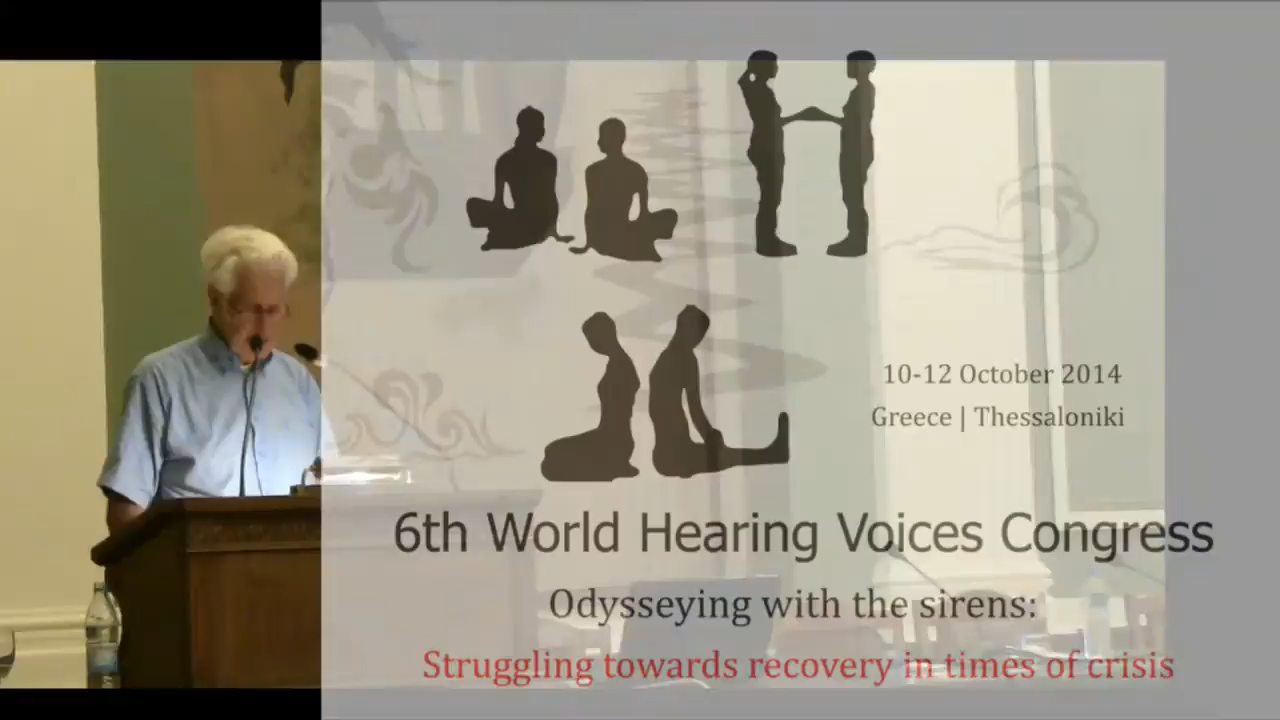 10-12 October 2014
Greece | Thessaloniki
6th World Hearing Voices Congress
Odysseying with the sirens:
Struggling towards recovery in times of crisis